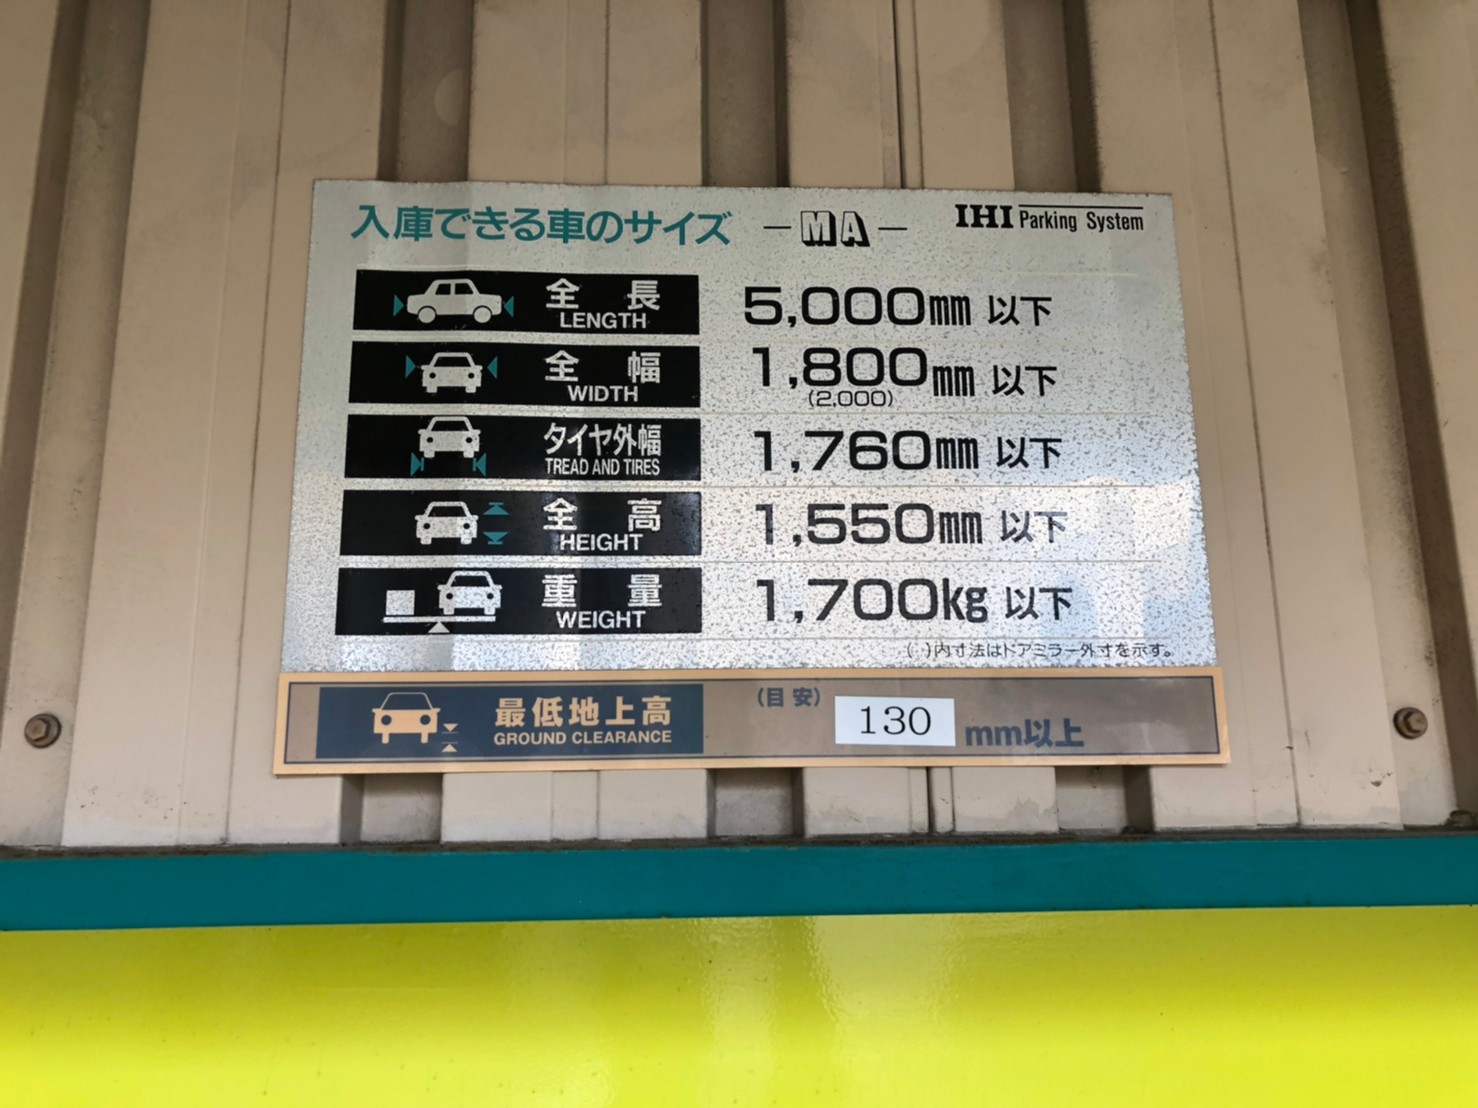 入庫できる車のサイズ －MA－ IHI Parking System
全長 LENGTH 5,000mm 以下
全幅 WIDTH 1,800mm 以下
(2,000)
タイヤ外幅 TREAD AND TIRES 1,760mm 以下
全高 HEIGHT 1,550mm 以下
重量 WEIGHT 1,700kg 以下
( )内寸法はドアミラー外寸を示す。
最低地上高 GROUND CLEARANCE (目安) 130 mm以上